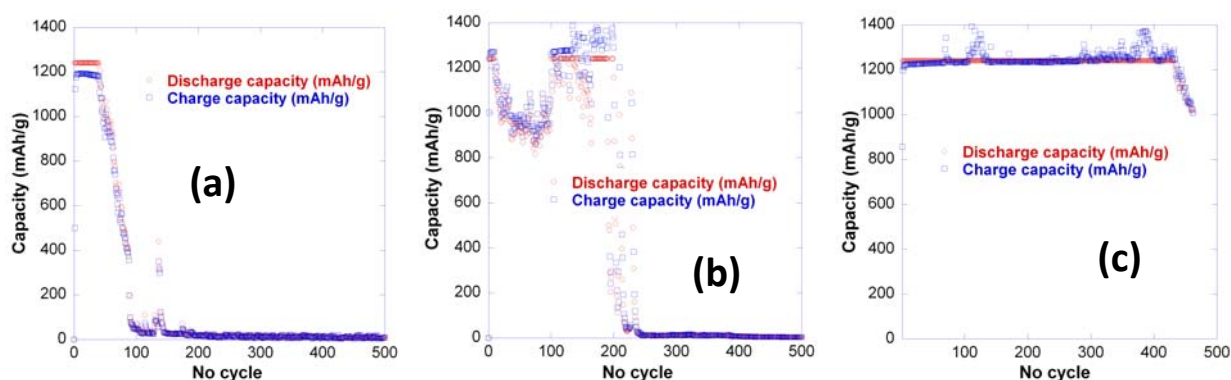 1400
1200
1000
800
600
400
200
0
Capacity (mAh/g)
Discharge capacity (mAh/g)
Charge capacity (mAh/g)
(a)
0 100 200 300 400 500
No cycle
1400
1200
1000
800
600
400
200
0
Capacity (mAh/g)
Discharge capacity (mAh/g)
Charge capacity (mAh/g)
(b)
0 100 200 300 400 500
No cycle
1400
1200
1000
800
600
400
200
0
Capacity (mAh/g)
Discharge capacity (mAh/g)
Charge capacity (mAh/g)
(c)
100 200 300 400 500
No cycle